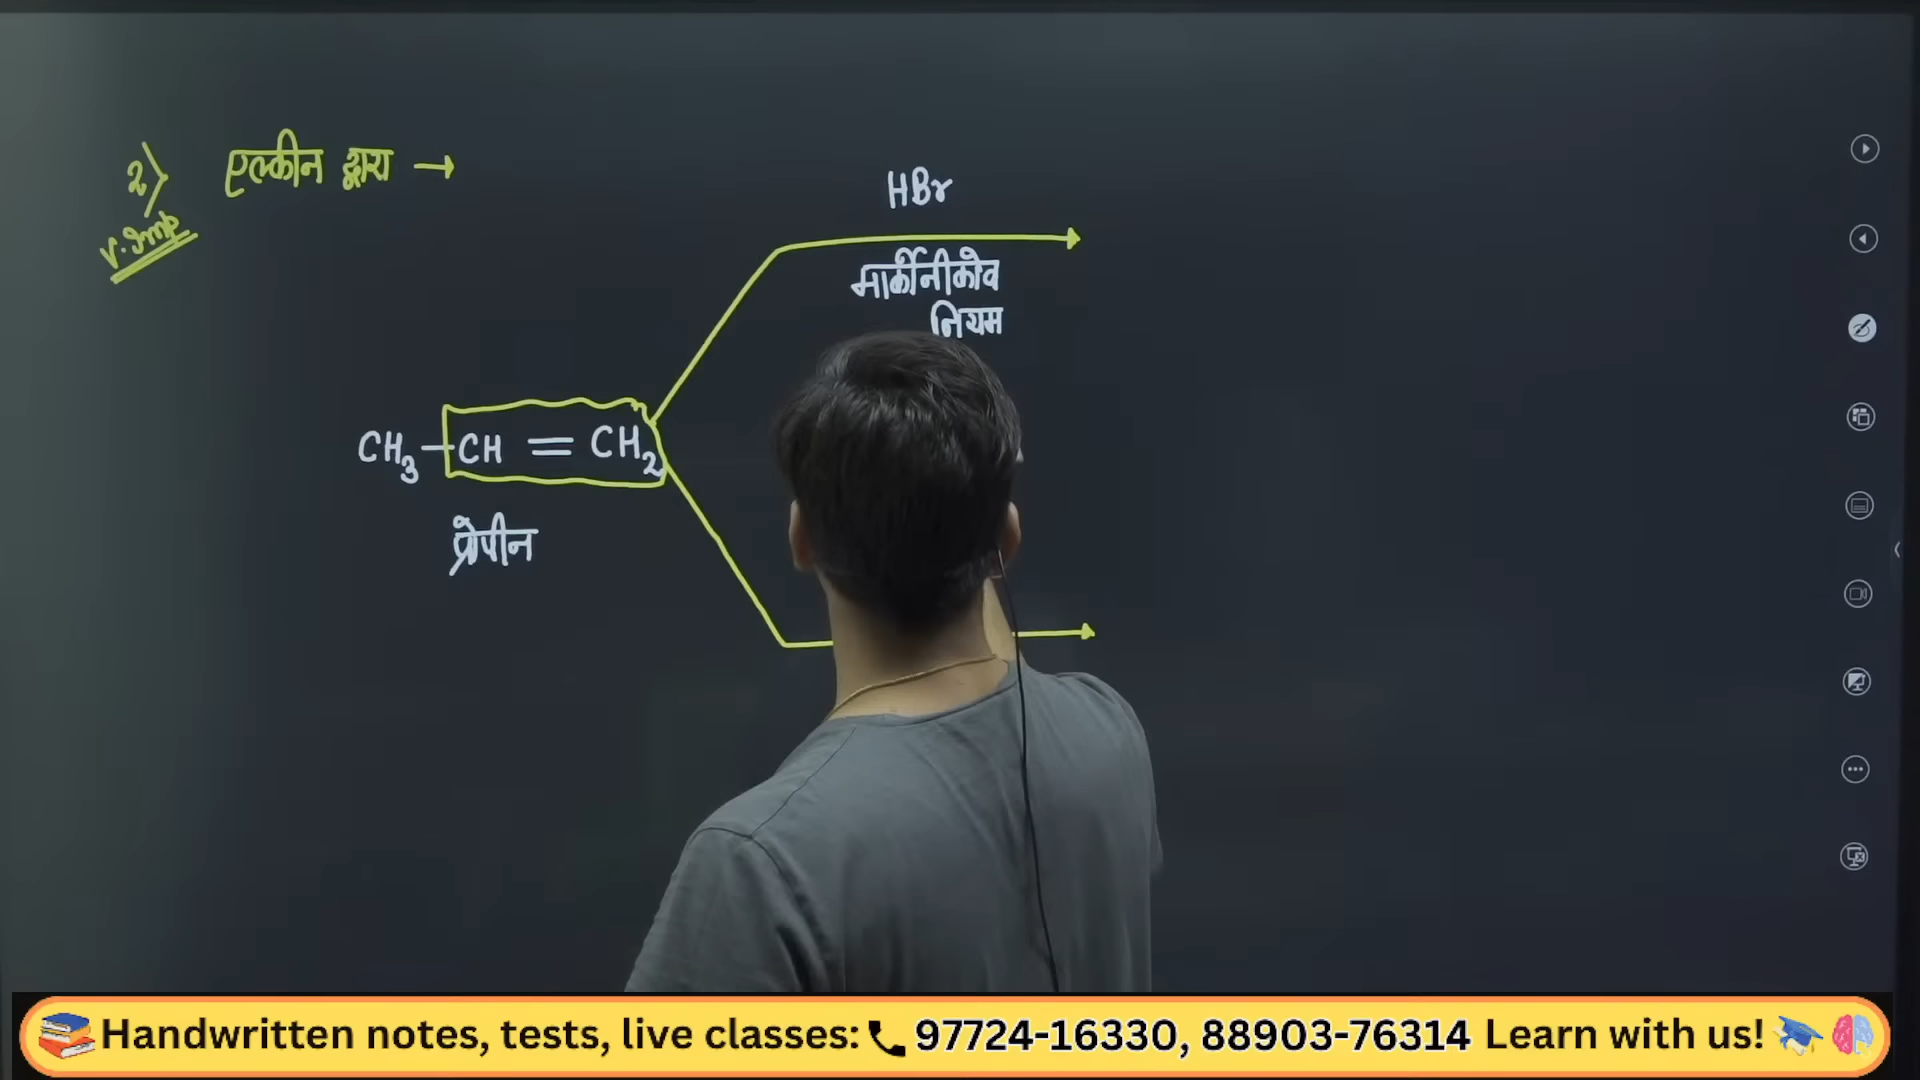 2) एल्कीन द्वारा →
V.Imp
HBr
मार्कोनीकोव
नियम
CH3-CH = CH2
प्रोपीन
Handwritten notes, tests, live classes: 97724-16330, 88903-76314 Learn with us!